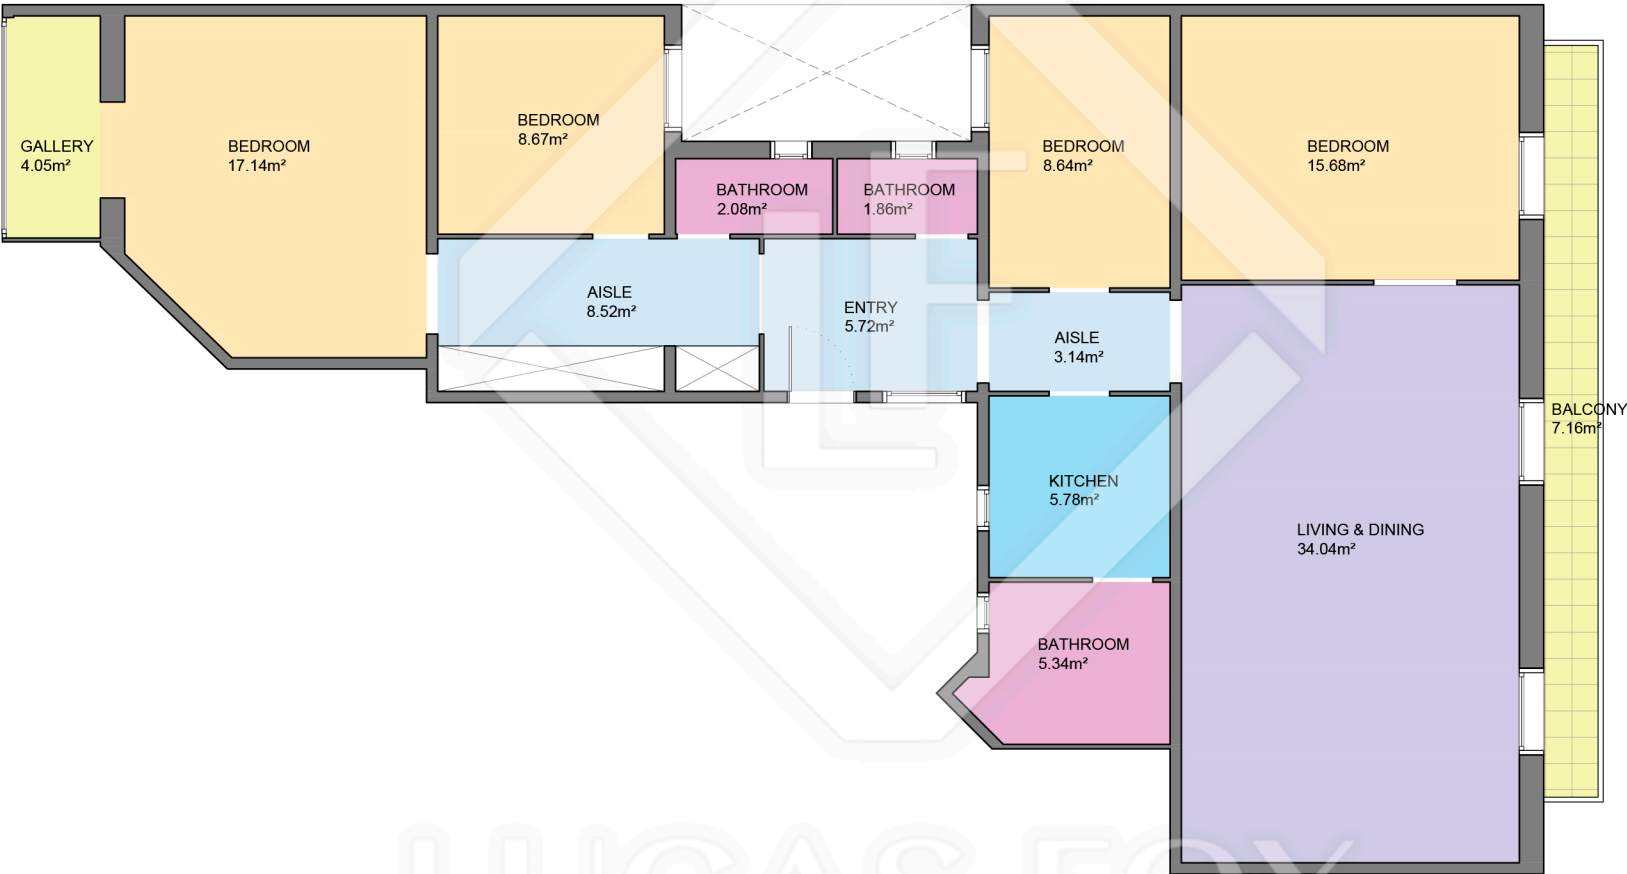 GALLERY
4.05m²
BEDROOM
17.14m²
BEDROOM
8.67m²
BATHROOM
2.08m²
BATHROOM
1.86m²
BEDROOM
8.64m²
BEDROOM
15.68m²
AISLE
8.52m²
ENTRY
5.72m²
AISLE
3.14m²
BALCONY
7.16m²
KITCHEN
5.78m²
LIVING & DINING
34.04m²
BATHROOM
5.34m²
LUCAS FOX